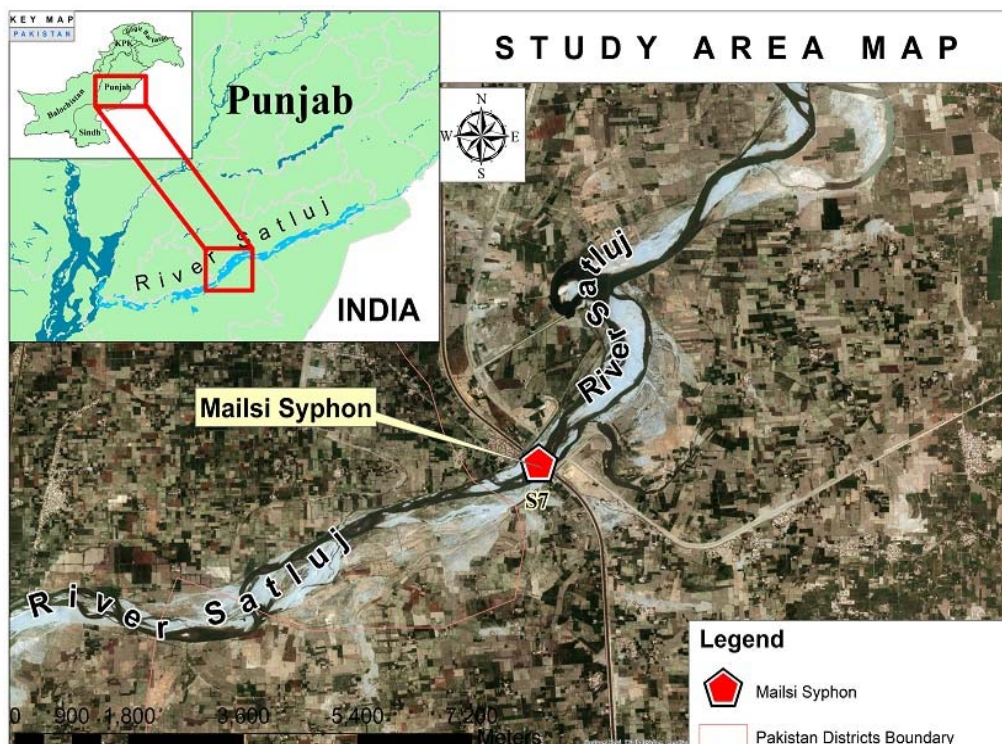 KEY MAP
PAKISTAN
KPK
Punjab
Balochistan
Sindh
Punjab
River Satluj
INDIA
STUDY AREA MAP
N
W
E
S
River Satluj
Mailsi Syphon
S7
River Satluj
Legend
Mailsi Syphon
Pakistan Districts Boundary
0 900 1,800 3,600 5,400 7,200
Meters